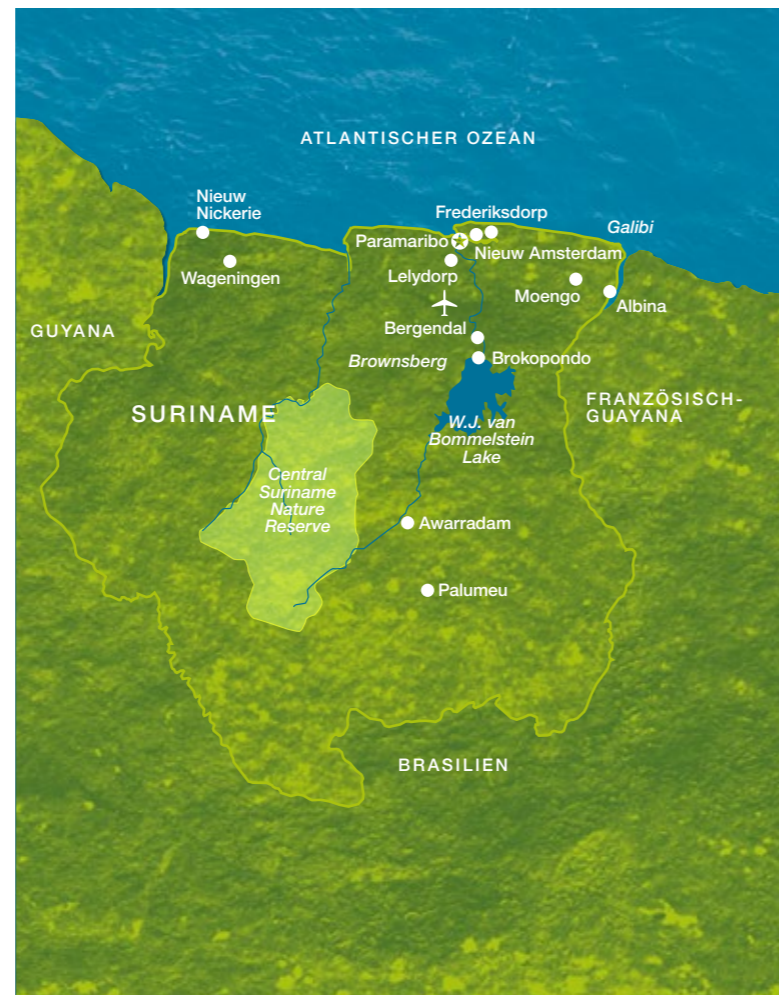 ATLANTISCHER OZEAN
Nieuw
Nickerie
Frederiksdorp
Galibi
Paramaribo
Nieuw Amsterdam
Wageningen
Lelydorp
Moengo
Albina
GUYANA
Bergendal
Brownsberg
Brokopondo
SURINAME
FRANZÖSISCH-
GUAYANA
W.J. van
Bommelstein
Lake
Central
Suriname
Nature
Reserve
Awarradam
Palumeu
BRASILIEN